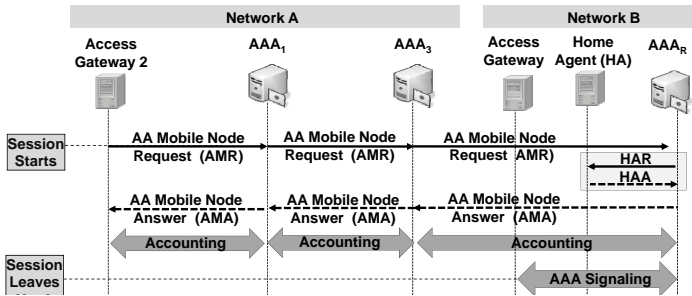 Network A
Network B
Access Gateway 2
AAA1
AAA3
Access Gateway
Home Agent (HA)
AAAR
Session Starts
AA Mobile Node Request (AMR)
AA Mobile Node Request (AMR)
AA Mobile Node Request AMR)
HAR
HAA
AA Mobile Node Answer (AMA)
AA Mobile Node Answer (AMA)
AA Mobile Node Answer (AMA)
Accounting
Accounting
Accounting
Session Leaves
AAA Signaling